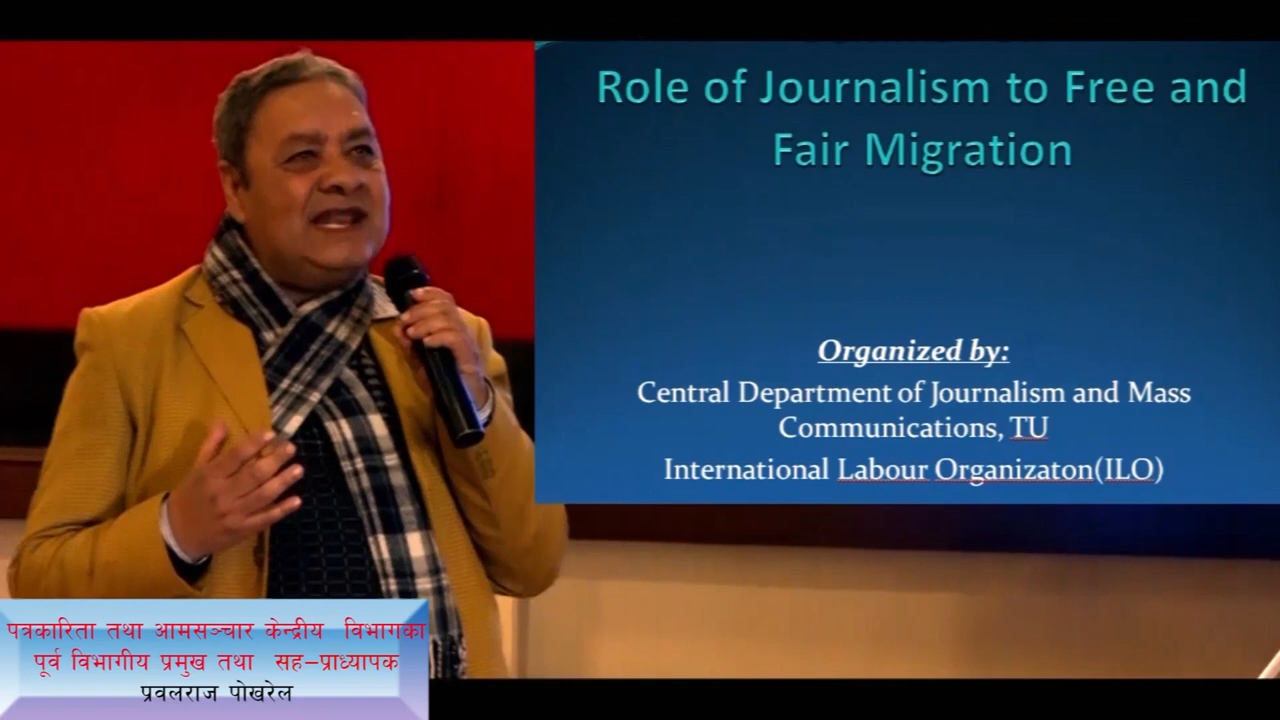 Role of Journalism to Free and
Fair Migration
Organized by:
Central Department of Journalism and Mass
Communications, TU
International Labour Organizaton(ILO)
पत्रकारिता तथा आमसञ्चार केन्द्रीय विभागका
पूर्व विभागीय प्रमुख तथा सह-प्राध्यापक
प्रवलराज पोखरेल